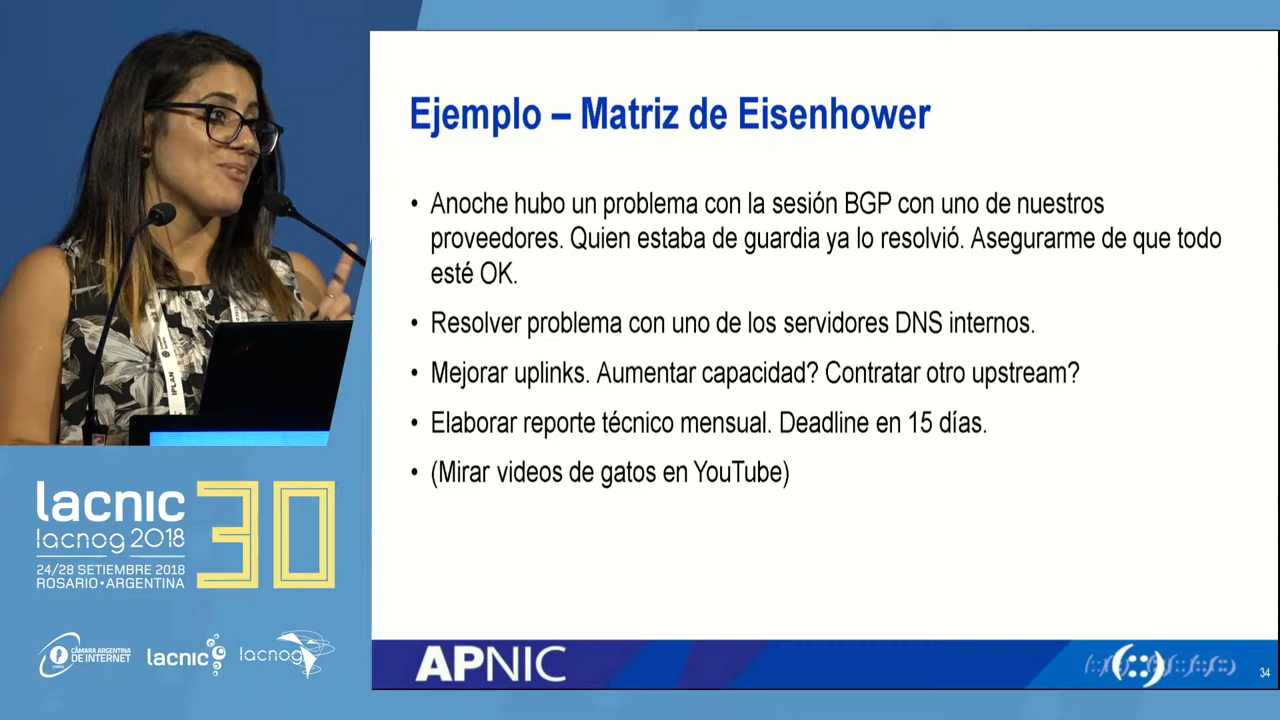 Ejemplo – Matriz de Eisenhower
• Anoche hubo un problema con la sesión BGP con uno de nuestros
proveedores. Quien estaba de guardia ya lo resolvió. Asegurarme de que todo
esté OK.
• Resolver problema con uno de los servidores DNS internos.
• Mejorar uplinks. Aumentar capacidad? Contratar otro upstream?
• Elaborar reporte técnico mensual. Deadline en 15 días.
• (Mirar videos de gatos en YouTube)
APNIC
34
IPLAN
lacnic 30
lacnog 2018
24/28 SETIEMBRE 2018
ROSARIO•ARGENTINA
CÁMARA ARGENTINA
DE INTERNET
lacnic
lacnog